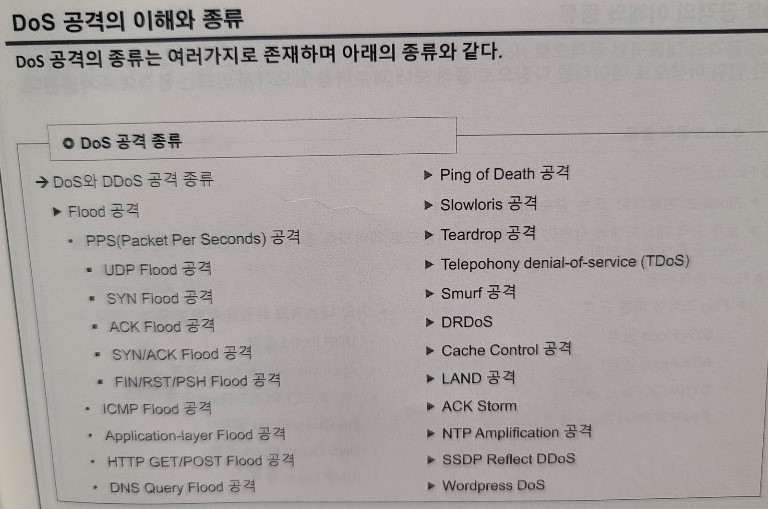 DoS 공격의 이해와 종류
DoS 공격의 종류는 여러가지로 존재하며 아래의 종류와 같다.
DoS 공격 종류
DoS와 DDoS 공격 종류
Flood 공격
PPS(Packet Per Seconds) 공격
UDP Flood 공격
SYN Flood 공격
ACK Flood 공격
SYN/ACK Flood 공격
FIN/RST/PSH Flood 공격
ICMP Flood 공격
Application-layer Flood 공격
HTTP GET/POST Flood 공격
DNS Query Flood 공격
Ping of Death 공격
Slowloris 공격
Teardrop 공격
Telepohony denial-of-service (TDoS)
Smurf 공격
DRDoS
Cache Control 공격
LAND 공격
ACK Storm
NTP Amplification 공격
SSDP Reflect DDoS
Wordpress DoS